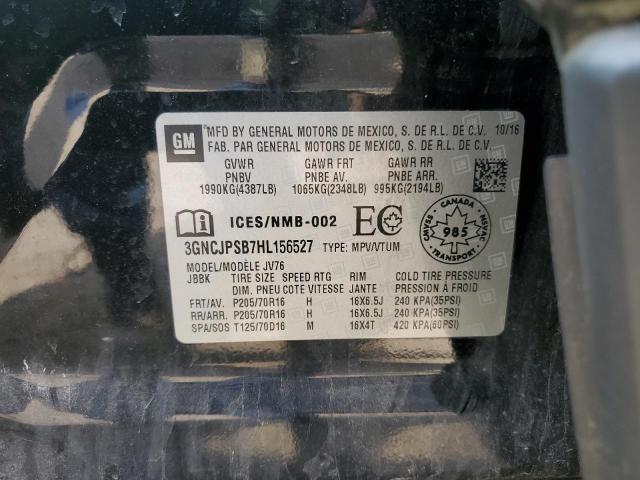 GM
MFD BY GENERAL MOTORS DE MEXICO, S. DE R.L. DE C.V. 10/16
FAB. PAR GENERAL MOTORS DE MEXICO, S. DE R.L. DE C.V.
GVWR GAWR FRT GAWR RR
PNBV PNBE AV. PNBE ARR.
1990KG(4387LB) 1065KG(2348LB) 995KG(2194LB)
i ICES/NMB-002 EC
CANADA CMVSS 985 NSVAC TRANSPORT
3GNCJPSB7HL156527 TYPE: MPV/VTUM
MODEL/MODÈLE JV76
JBBK TIRE SIZE SPEED RTG RIM COLD TIRE PRESSURE
DIM. PNEU COTE VITESSE JANTE PRESSION À FROID
FRT/AV. P205/70R16 H 16X6.5J 240 KPA(35PSI)
RR/ARR. P205/70R16 H 16X6.5J 240 KPA(35PSI)
SPA/SOS T125/70D16 M 16X4T 420 KPA(60PSI)